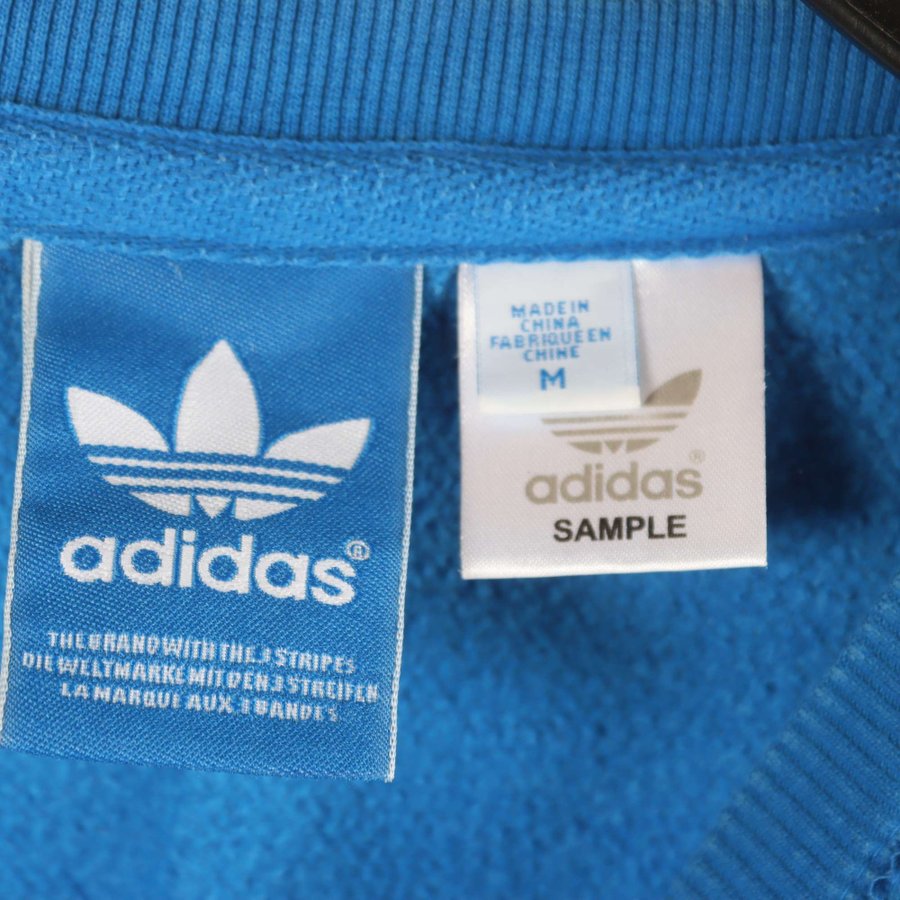 adidas®
THE BRAND WITH THE 3 STRIPES
DIE WELTMARKE MIT DEN 3 STREIFEN
LA MARQUE AUX 3 BANDES
MADE IN
CHINA
FABRIQUE EN
CHINE
M
adidas®
SAMPLE